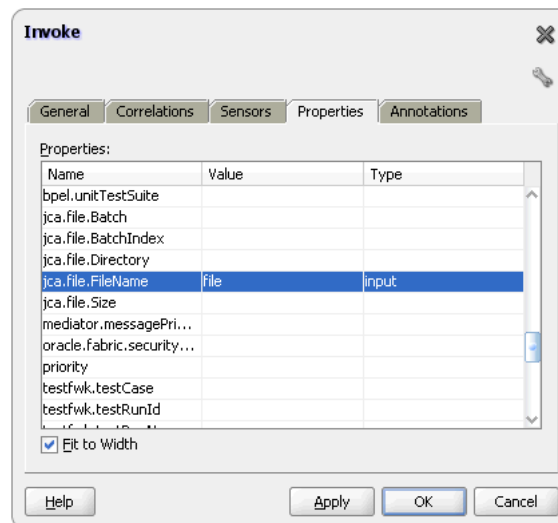 Invoke
General Correlations Sensors Properties Annotations
Properties:
Name Value Type
bpel.unitTestSuite
jca.file.Batch
jca.file.BatchIndex
jca.file.Directory
jca.file.FileName file input
jca.file.Size
mediator.messagePri...
oracle.fabric.security...
priority
testfwk.testCase
testfwk.testRunId
Fit to Width
Help Apply OK Cancel